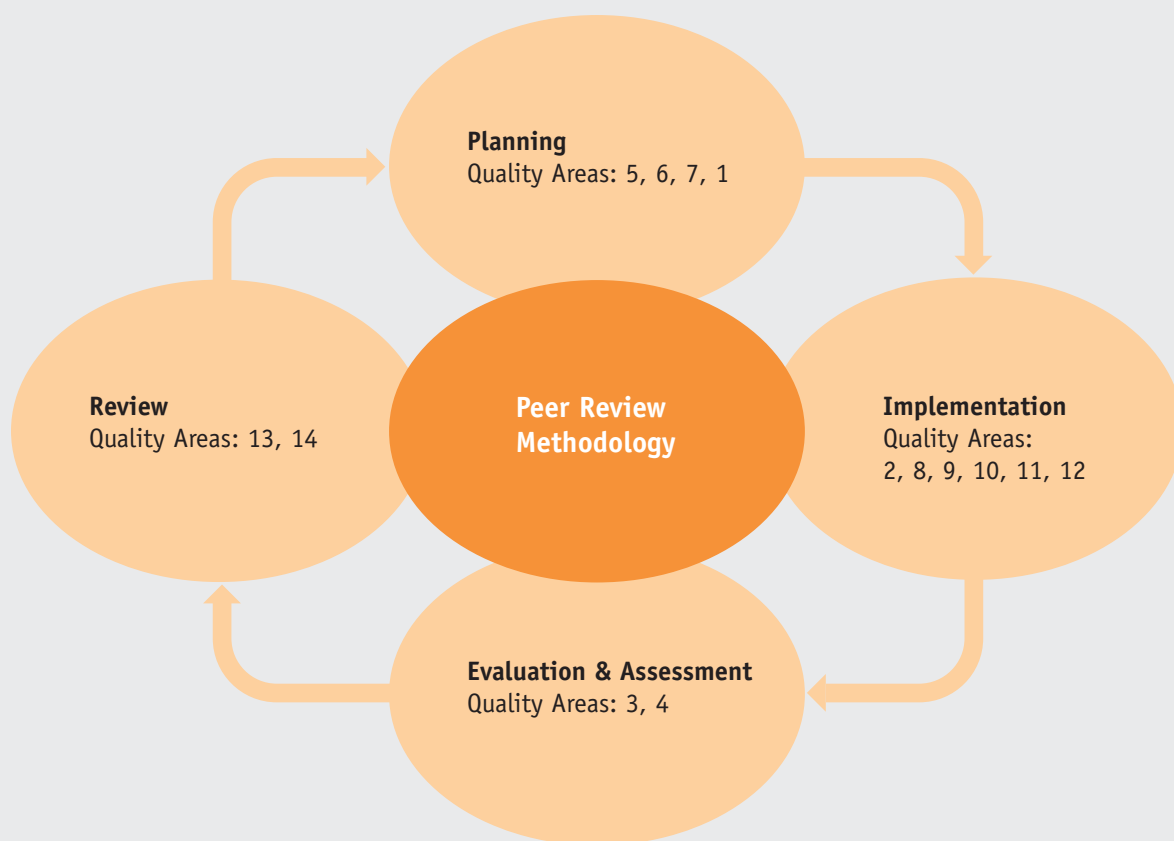 Planning
Quality Areas: 5, 6, 7, 1
Review
Quality Areas: 13, 14
Peer Review
Methodology
Implementation
Quality Areas:
2, 8, 9, 10, 11, 12
Evaluation & Assessment
Quality Areas: 3, 4